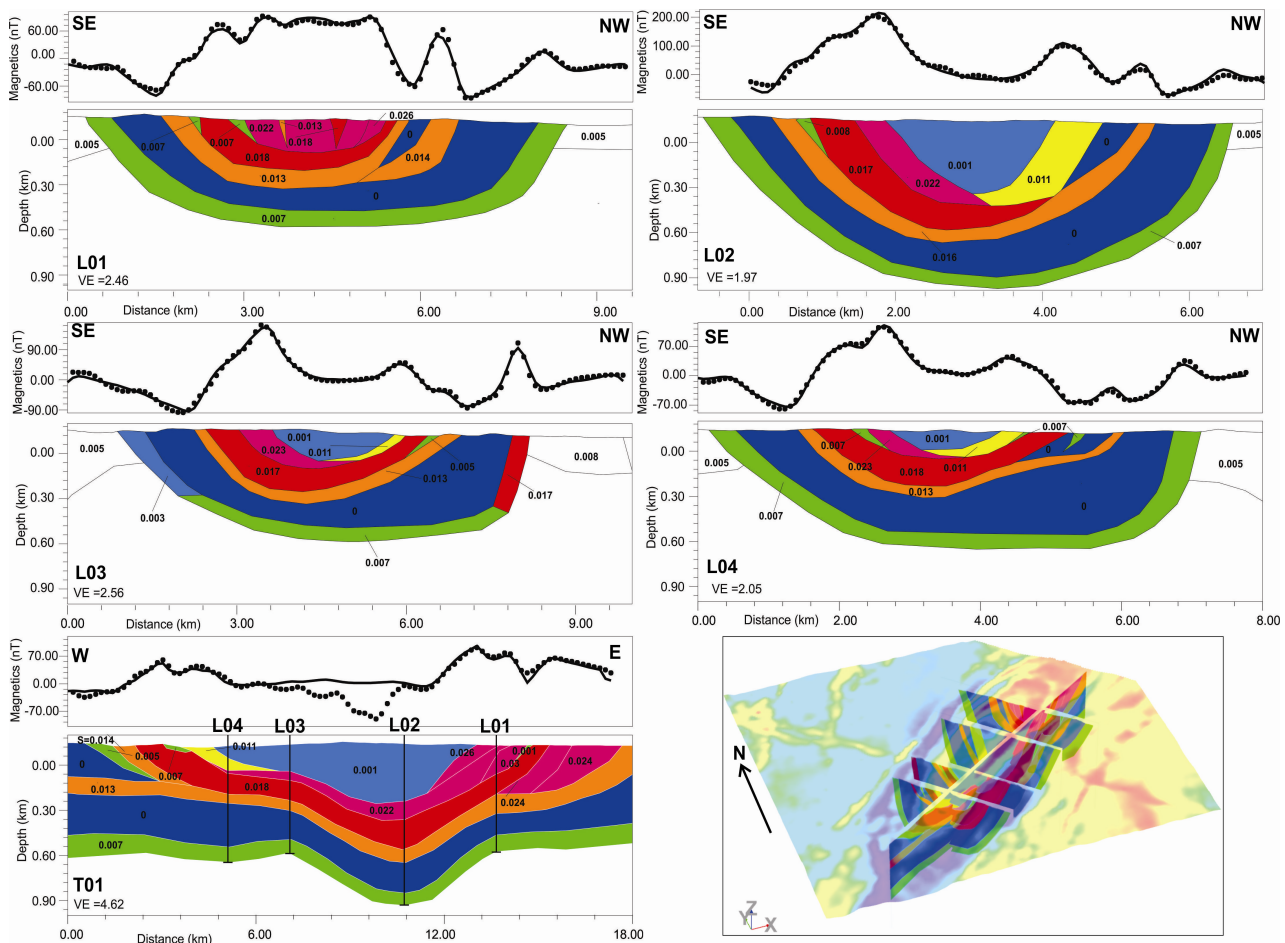 SE
NW
Magnetics (nT)
60.00
0.00
-60.00
0.026
0.022
0.013
0
0.005
0.007
0.007
0.018
0.018
0.014
0.005
0.013
0
0.007
Depth (km)
0.00
0.30
0.60
0.90
L01
VE =2.46
0.00
Distance (km)
3.00
6.00
9.00
SE
NW
Magnetics (nT)
200.00
100.00
0.00
0.008
0
0.005
0.017
0.022
0.001
0.011
0.016
0
0.007
Depth (km)
0.00
0.30
0.60
0.90
L02
VE =1.97
0.00
2.00
Distance (km)
4.00
6.00
SE
NW
Magnetics (nT)
90.00
0.00
-90.00
0.005
0.001
0.023
0.011
0.008
0.017
0.005
0.013
0.017
0.003
0
0.007
Depth (km)
0.00
0.30
0.60
0.90
L03
VE =2.56
0.00
Distance (km)
3.00
6.00
9.00
SE
NW
Magnetics (nT)
70.00
0.00
-70.00
0.007
0.007
0.001
0
0.005
0.023
0.018
0.011
0.005
0.013
0.007
0
Depth (km)
0.00
0.30
0.60
0.90
L04
VE =2.05
0.00
Distance (km)
2.00
4.00
6.00
8.00
W
E
Magnetics (nT)
70.00
0.00
-70.00
L04
L03
L02
L01
S=0.014
0.011
0.005
0.026
0.001
0
0.007
0.001
0.03
0.024
0.013
0.018
0.022
0.024
0
0.007
Depth (km)
0.00
0.30
0.60
0.90
T01
VE =4.62
0.00
Distance (km)
6.00
12.00
18.00
N
Z
Y
X